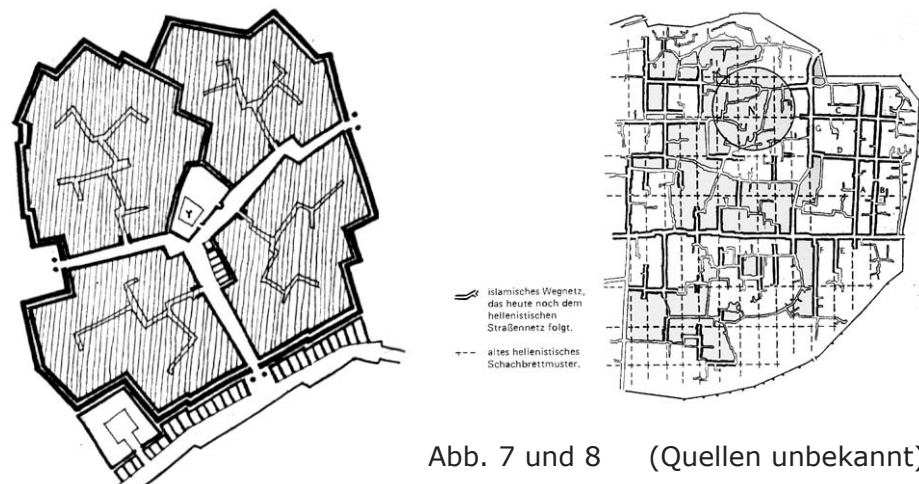 Y
N
C
G
D
A
B
F
E
islamisches Wegnetz,
das heute noch dem
hellenistischen
Straßennetz folgt.
altes hellenistisches
Schachbrettmuster.
Abb. 7 und 8 (Quellen unbekannt)